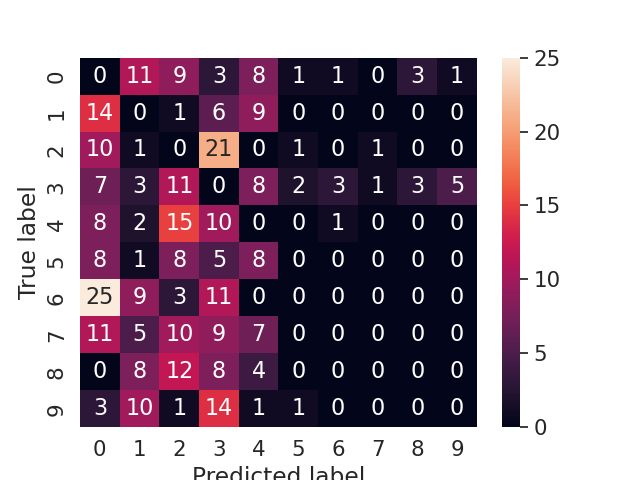 0 0 11 9 3 8 1 1 0 3 1
1 14 0 1 6 9 0 0 0 0 0
2 10 1 0 21 0 1 0 1 0 0
3 7 3 11 0 8 2 3 1 3 5
4 8 2 15 10 0 0 1 0 0 0
5 8 1 8 5 8 0 0 0 0 0
6 25 9 3 11 0 0 0 0 0 0
7 11 5 10 9 7 0 0 0 0 0
8 0 8 12 8 4 0 0 0 0 0
9 3 10 1 14 1 1 0 0 0 0
0 1 2 3 4 5 6 7 8 9
Predicted label
True label
25
20
15
10
5
0